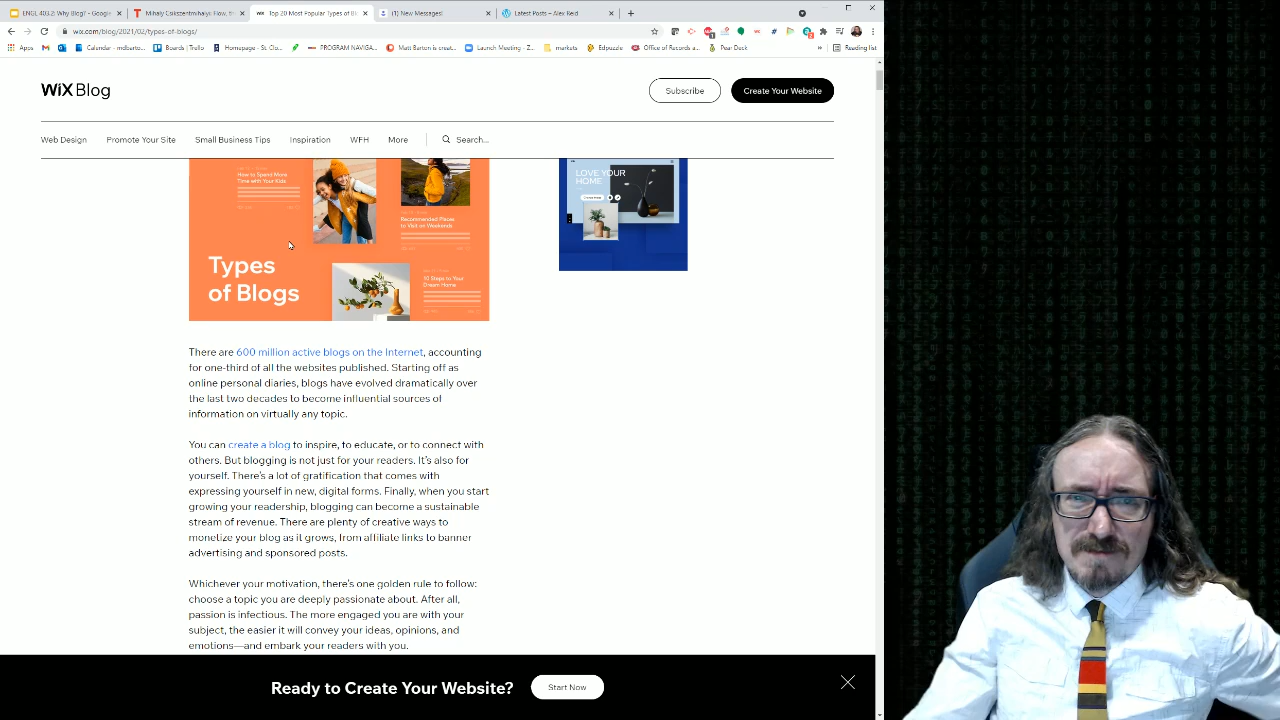 ENGL 403.2: Why Blog? - Googl
Mihaly Csikszentmihalyi: Flow, th
Top 20 Most Popular Types of Bl
(1) New Messages!
Latest Posts – Alex Reid
wix.com/blog/2021/02/types-of-blogs/
Apps
Calendar - mdbarto...
Boards | Trello
Homepage - St. Clo...
PROGRAM NAVIGA...
Matt Barton is creat...
Launch Meeting - Z...
markets
Edpuzzle
Office of Records a...
Pear Deck
»
Reading list
WiX Blog
Subscribe
Create Your Website
Web Design
Promote Your Site
Small Business Tips
Inspiration
WFH
More
Search...
How to Spend More
Time with Your Kids
Recommended Places
to Visit on Weekends
10 Steps to Your
Dream Home
Types
of Blogs
LOVE YOUR
HOME
There are 600 million active blogs on the Internet, accounting
for one-third of all the websites published. Starting off as
online personal diaries, blogs have evolved dramatically over
the last two decades to become influential sources of
information on virtually any topic.
You can create a blog to inspire, to educate, or to connect with
others. But blogging is not just for your readers. It's also for
yourself. There's a lot of gratification that comes with
expressing yourself in new, digital forms. Finally, when you start
growing your readership, blogging can become a sustainable
stream of revenue. There are plenty of creative ways to
monetize your blog as it grows, from affiliate links to banner
advertising and sponsored posts.
Whichever your motivation, there's one golden rule to follow:
choose a topic you are deeply passionate about. After all,
passion is infectious. The more engaged you are with your
subject, the easier it will convey your ideas, opinions, and
and embark your readers with you.
Ready to Create Your Website?
Start Now